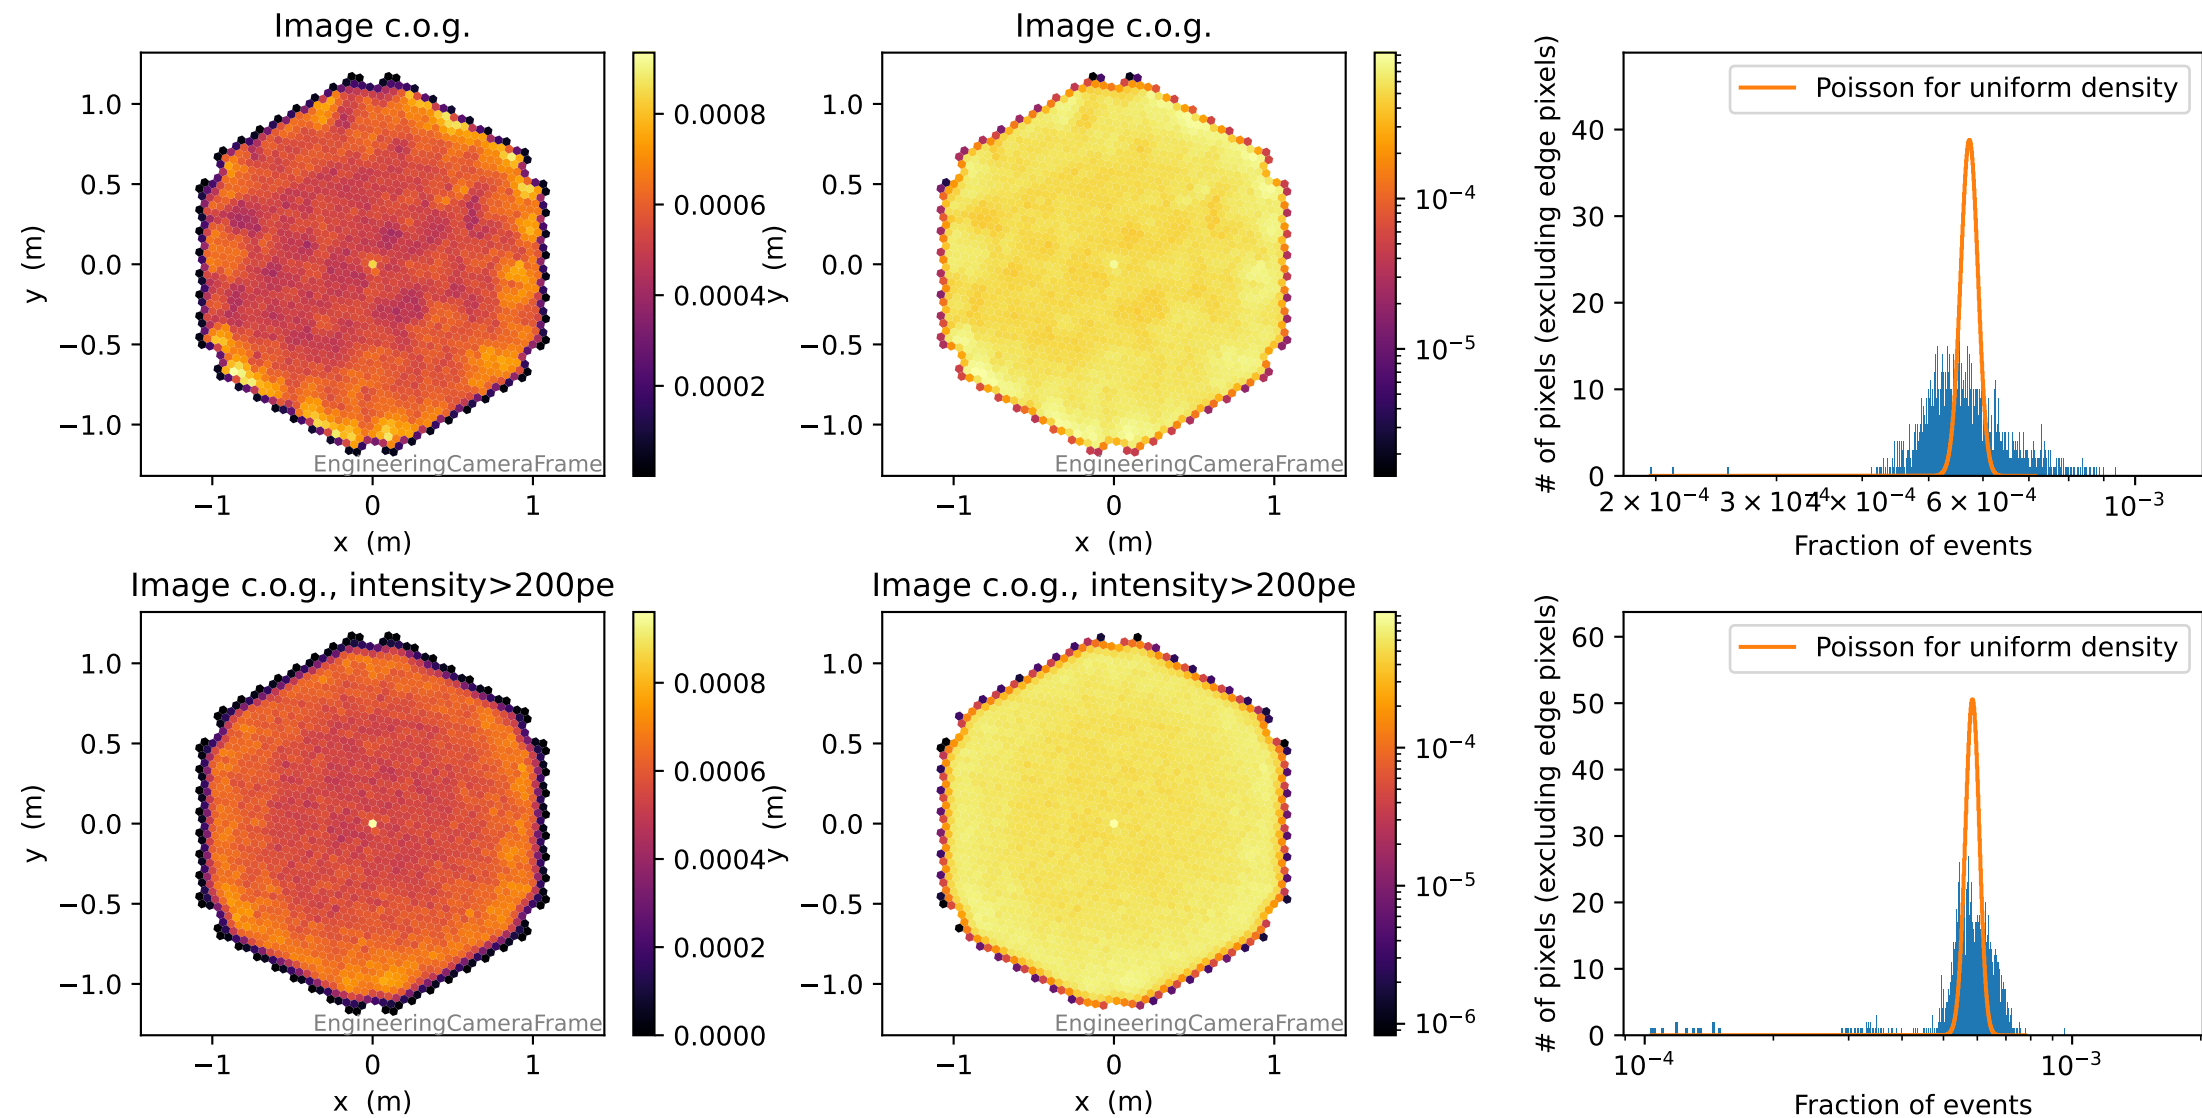 Image c.o.g.
y (m)
1.0
0.5
0.0
−0.5
−1.0
EngineeringCameraFrame
−1 0 1
x (m)
0.0008
0.0006
0.0004
0.0002
Image c.o.g.
y (m)
1.0
0.5
0.0
−0.5
−1.0
EngineeringCameraFrame
−1 0 1
x (m)
10⁻⁴
10⁻⁵
# of pixels (excluding edge pixels)
40
30
20
10
0
Poisson for uniform density
2 × 10⁻⁴ 3 × 10⁻⁴ 4 × 10⁻⁴ 6 × 10⁻⁴ 10⁻³
Fraction of events
Image c.o.g., intensity>200pe
y (m)
1.0
0.5
0.0
−0.5
−1.0
EngineeringCameraFrame
−1 0 1
x (m)
0.0008
0.0006
0.0004
0.0002
0.0000
Image c.o.g., intensity>200pe
y (m)
1.0
0.5
0.0
−0.5
−1.0
EngineeringCameraFrame
−1 0 1
x (m)
10⁻⁴
10⁻⁵
10⁻⁶
# of pixels (excluding edge pixels)
60
50
40
30
20
10
0
Poisson for uniform density
10⁻⁴ 10⁻³
Fraction of events